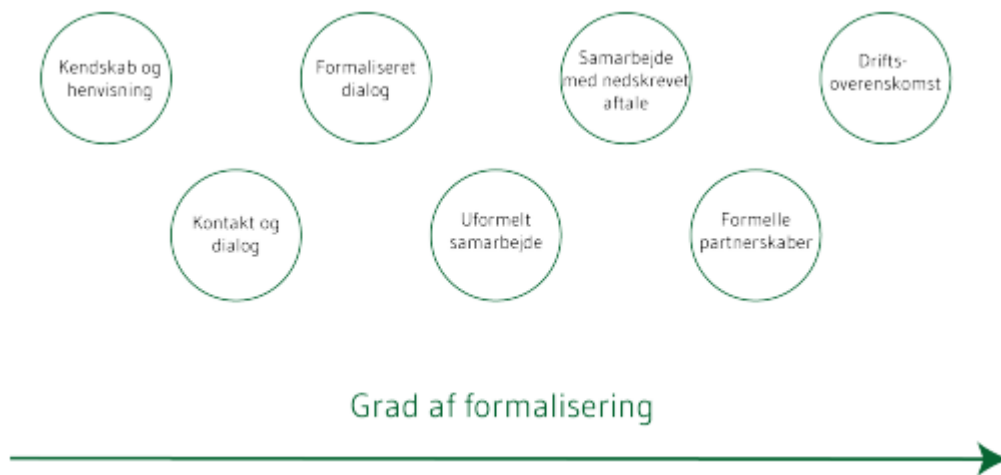 Kendskab og
henvisning
Formaliseret
dialog
Samarbejde
med nedskrevet
aftale
Drifts-
overenskomst
Kontakt og
dialog
Uformelt
samarbejde
Formelle
partnerskaber
Grad af formalisering